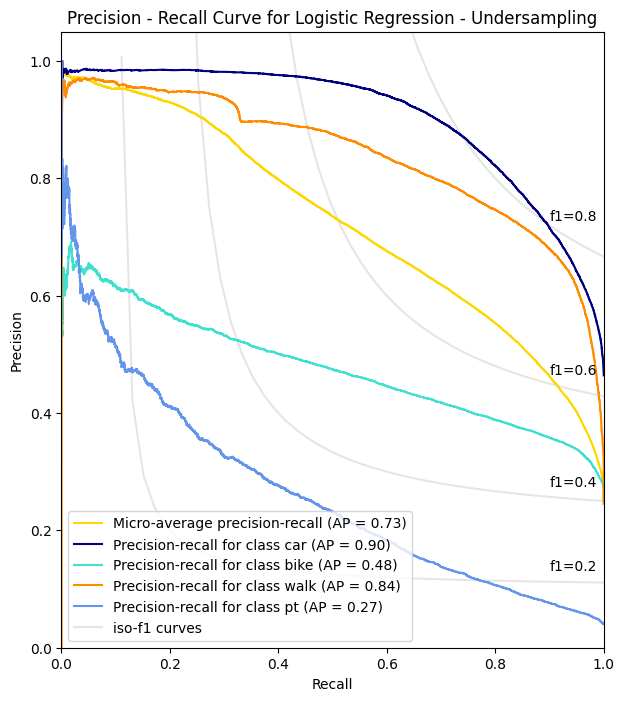 Precision - Recall Curve for Logistic Regression - Undersampling
1.0
0.8
0.6
0.4
0.2
0.0
Precision
f1=0.8
f1=0.6
f1=0.4
f1=0.2
Micro-average precision-recall (AP = 0.73)
Precision-recall for class car (AP = 0.90)
Precision-recall for class bike (AP = 0.48)
Precision-recall for class walk (AP = 0.84)
Precision-recall for class pt (AP = 0.27)
iso-f1 curves
0.0 0.2 0.4 0.6 0.8 1.0
Recall